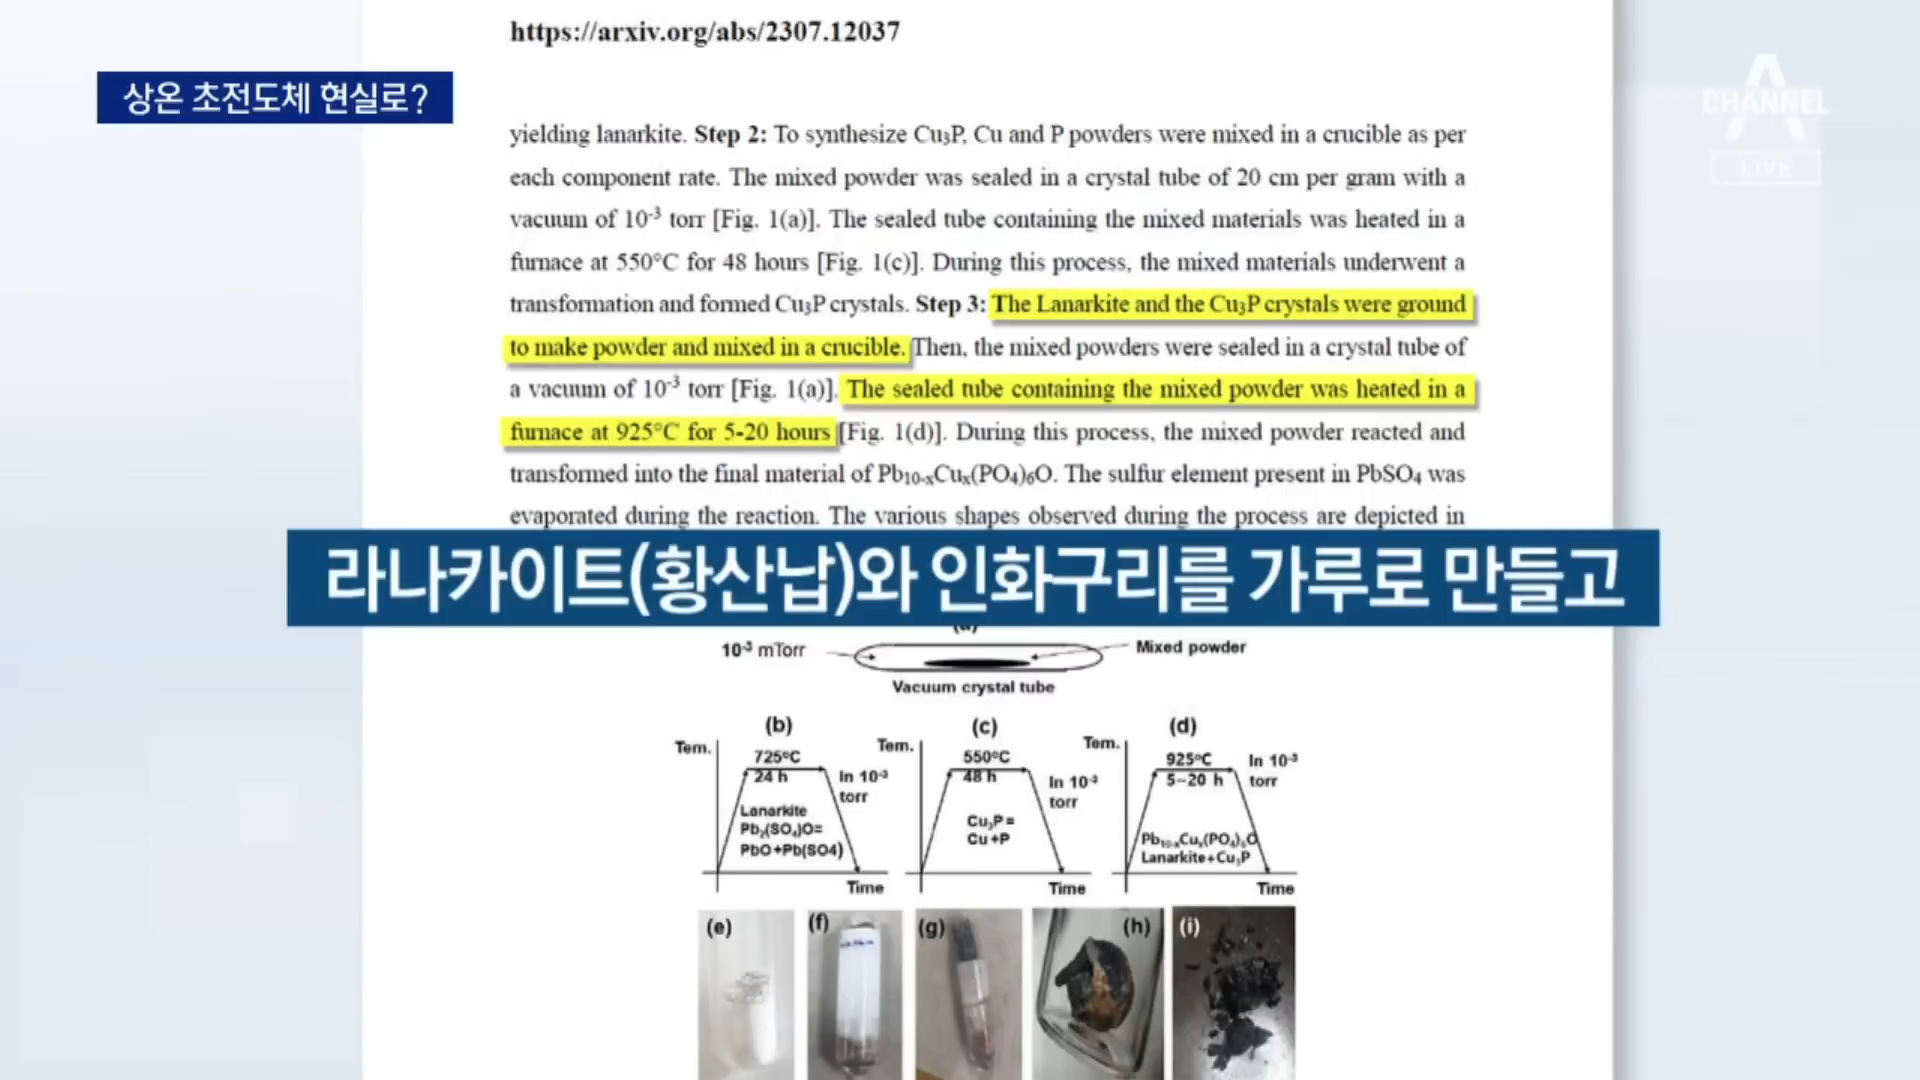 https://arxiv.org/abs/2307.12037
상온 초전도체 현실로?
CHANNEL A
LIVE
yielding lanarkite. Step 2: To synthesize Cu₃P, Cu and P powders were mixed in a crucible as per
each component rate. The mixed powder was sealed in a crystal tube of 20 cm per gram with a
vacuum of 10⁻³ torr [Fig. 1(a)]. The sealed tube containing the mixed materials was heated in a
furnace at 550°C for 48 hours [Fig. 1(c)]. During this process, the mixed materials underwent a
transformation and formed Cu₃P crystals. Step 3: The Lanarkite and the Cu₃P crystals were ground
to make powder and mixed in a crucible. Then, the mixed powders were sealed in a crystal tube of
a vacuum of 10⁻³ torr [Fig. 1(a)]. The sealed tube containing the mixed powder was heated in a
furnace at 925°C for 5-20 hours [Fig. 1(d)]. During this process, the mixed powder reacted and
transformed into the final material of Pb₁₀₋ₓCuₓ(PO₄)₆O. The sulfur element present in PbSO₄ was
evaporated during the reaction. The various shapes observed during the process are depicted in
라나카이트(황산납)와 인화구리를 가루로 만들고
(a)
10⁻³ mTorr
Mixed powder
Vacuum crystal tube
(b)
Tem.
725°C
24 h
In 10⁻³
torr
Lanarkite
Pb₂(SO₄)O=
PbO+Pb(SO4)
Time
(c)
Tem.
550°C
48 h
In 10⁻³
torr
Cu₃P=
Cu+P
Time
(d)
Tem.
925°C
5~20 h
In 10⁻³
torr
Pb₁₀₋ₓCuₓ(PO₄)₆O
Lanarkite+Cu₃P
Time
(e)
(f)
(g)
(h)
(i)